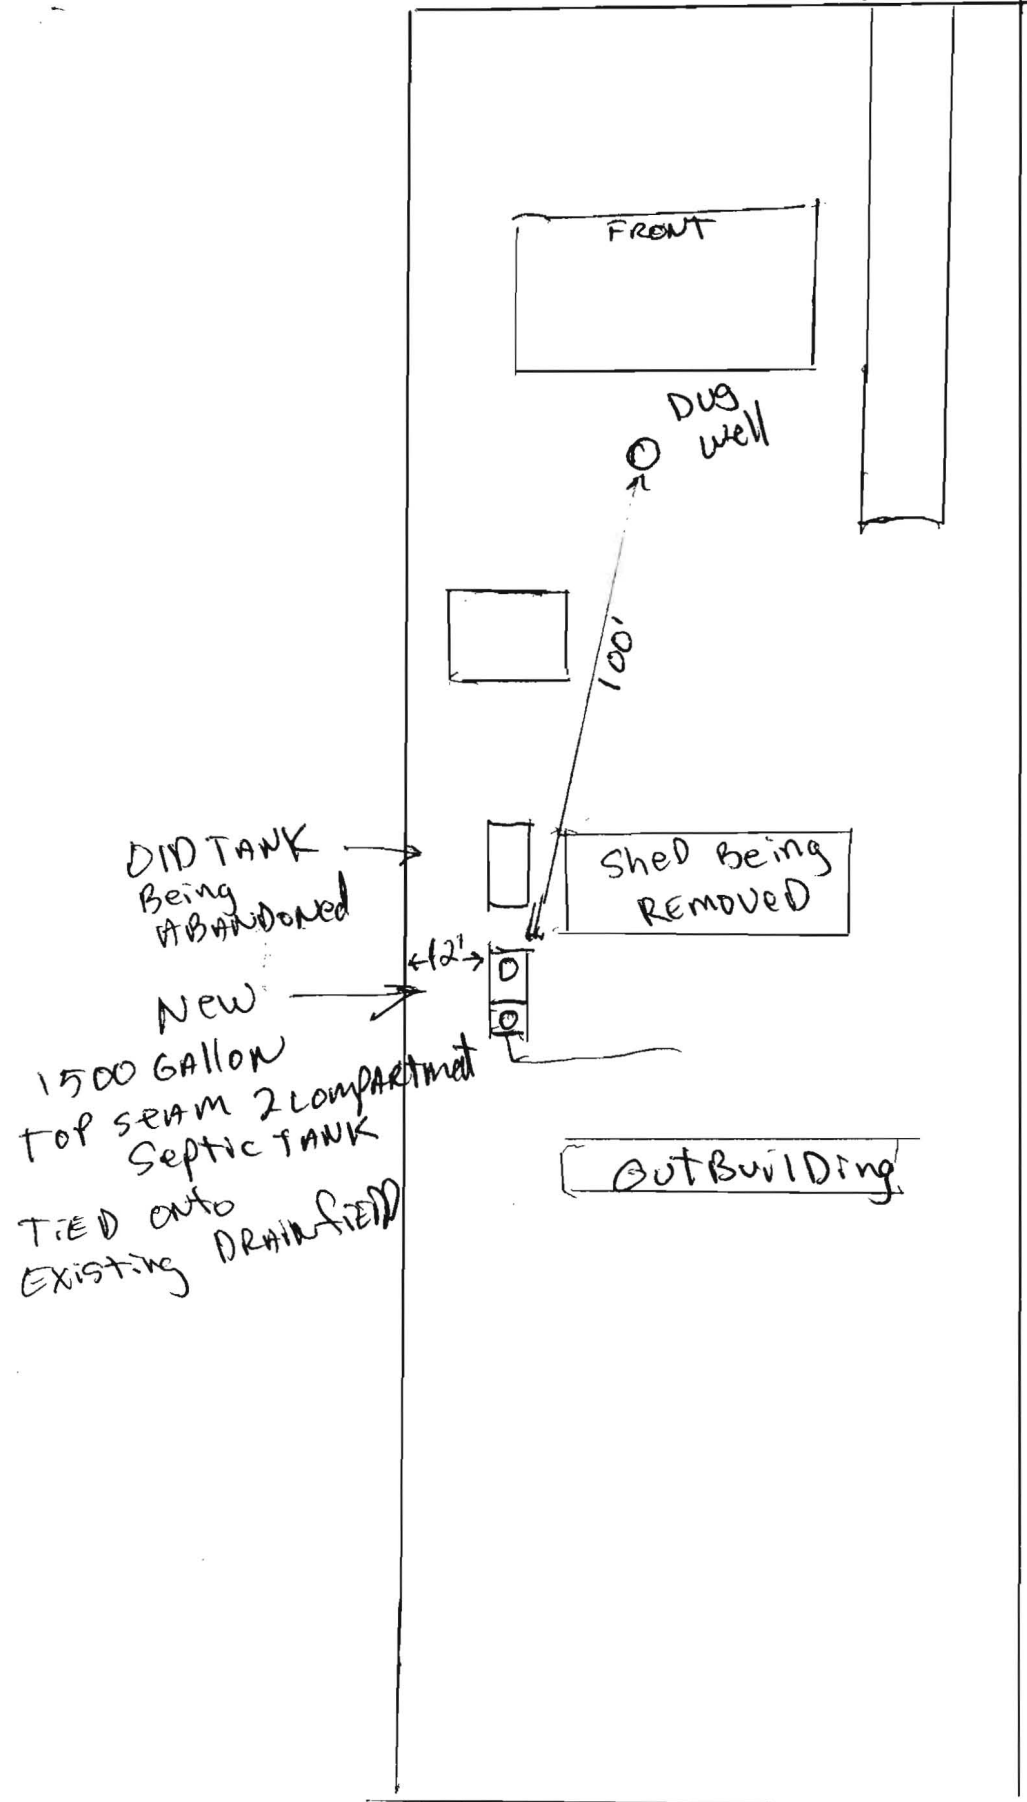 FRONT
Dug
well
100'
OlD TANK
Being
ABANDONed
SheD Being
REMOVeD
12'
New
1500 GAllON
TOP SEAM 2 COMPARTment
Septic TANK
TiED ONto
Existing DRAINfiElD
OutBuilDing